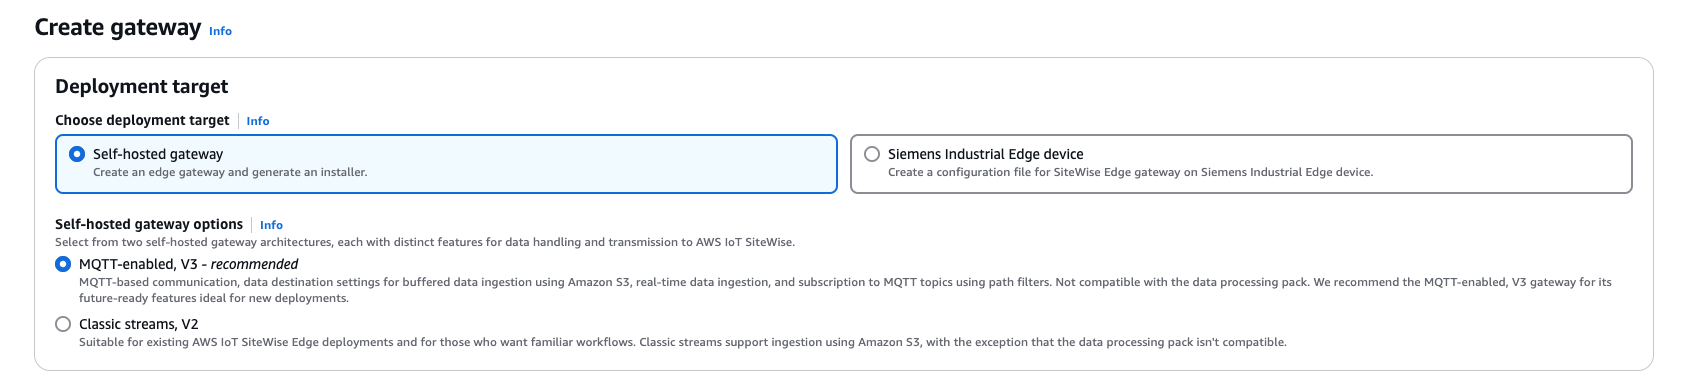 Create gateway Info
Deployment target
Choose deployment target Info
Self-hosted gateway
Create an edge gateway and generate an installer.
Siemens Industrial Edge device
Create a configuration file for SiteWise Edge gateway on Siemens Industrial Edge device.
Self-hosted gateway options Info
Select from two self-hosted gateway architectures, each with distinct features for data handling and transmission to AWS IoT SiteWise.
MQTT-enabled, V3 - recommended
MQTT-based communication, data destination settings for buffered data ingestion using Amazon S3, real-time data ingestion, and subscription to MQTT topics using path filters. Not compatible with the data processing pack. We recommend the MQTT-enabled, V3 gateway for its
future-ready features ideal for new deployments.
Classic streams, V2
Suitable for existing AWS IoT SiteWise Edge deployments and for those who want familiar workflows. Classic streams support ingestion using Amazon S3, with the exception that the data processing pack isn't compatible.